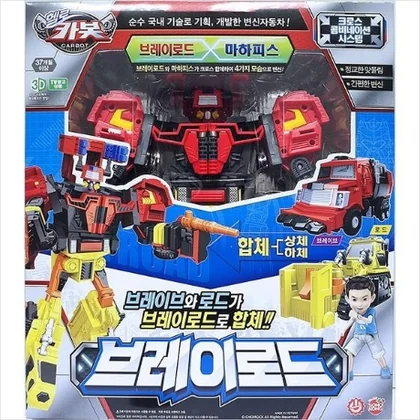 순수 국내 기술로 기획, 개발한 변신자동차!
헬로
카봇
CARBOT
크로스
콤비네이션
시스템
브레이로드 X 마하피스
브레이로드와 마하피스가 크로스 합체하여 4가지 모습으로 변신!
37개월
이상
정교한 맞물림
간편한 변신
3D
합체
상체
하체
브레이브
로드
브레이브와 로드가
브레이로드로 합체!!
브레이로드